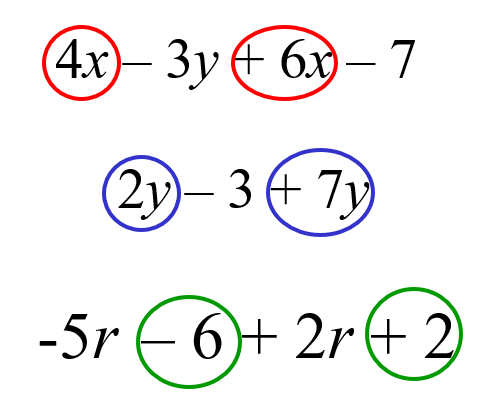 4x – 3y + 6x – 7
2y – 3 + 7y
-5r – 6 + 2r + 2